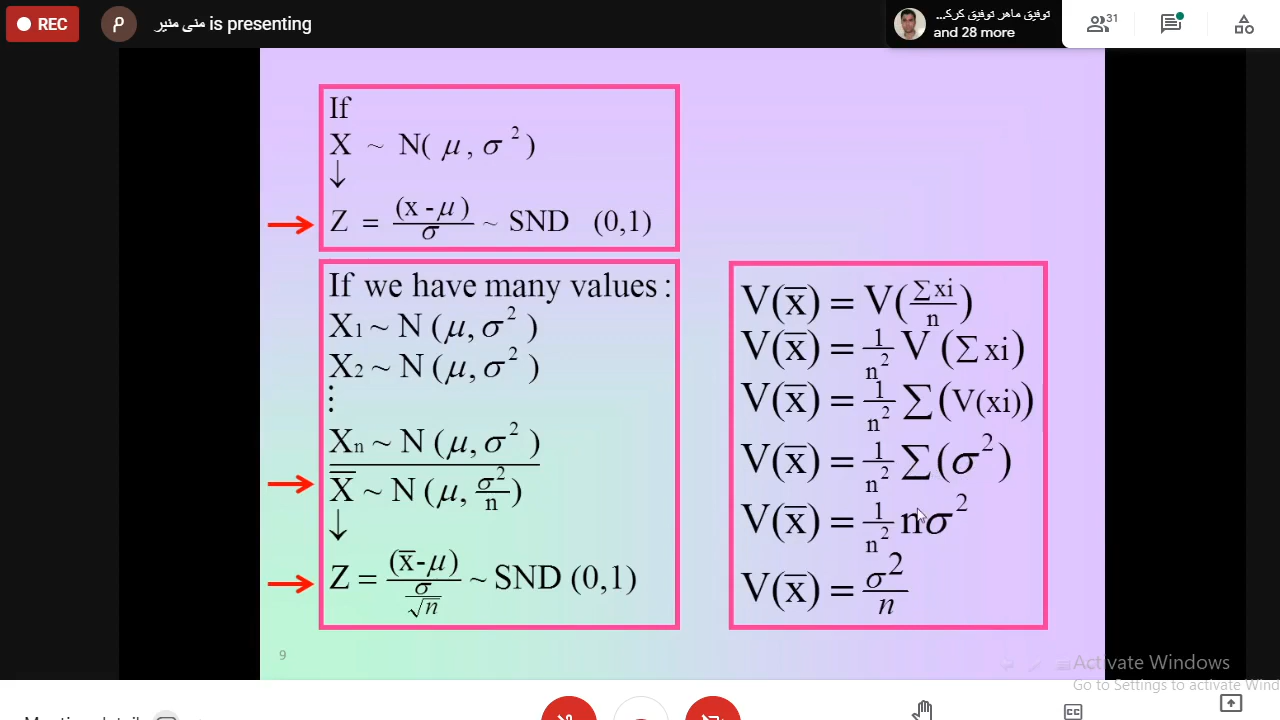 REC
م
منى منير is presenting
توفيق ماهر توفيق كرك...
and 28 more
31
If
X ~ N( μ , σ²)
↓
Z = (x - μ) / σ ~ SND (0,1)
If we have many values :
X₁ ~ N (μ, σ²)
X₂ ~ N (μ, σ²)
⋮
Xₙ ~ N (μ, σ²)
X̅ ~ N (μ, σ²/n)
↓
Z = (x̅-μ) / (σ/√n) ~ SND (0,1)
V(x̅) = V(∑xi / n)
V(x̅) = 1/n² V (∑ xi)
V(x̅) = 1/n² ∑(V(xi))
V(x̅) = 1/n² ∑(σ²)
V(x̅) = 1/n² nσ²
V(x̅) = σ²/n
9
Activate Windows
Go to Settings to activate Wind
CC